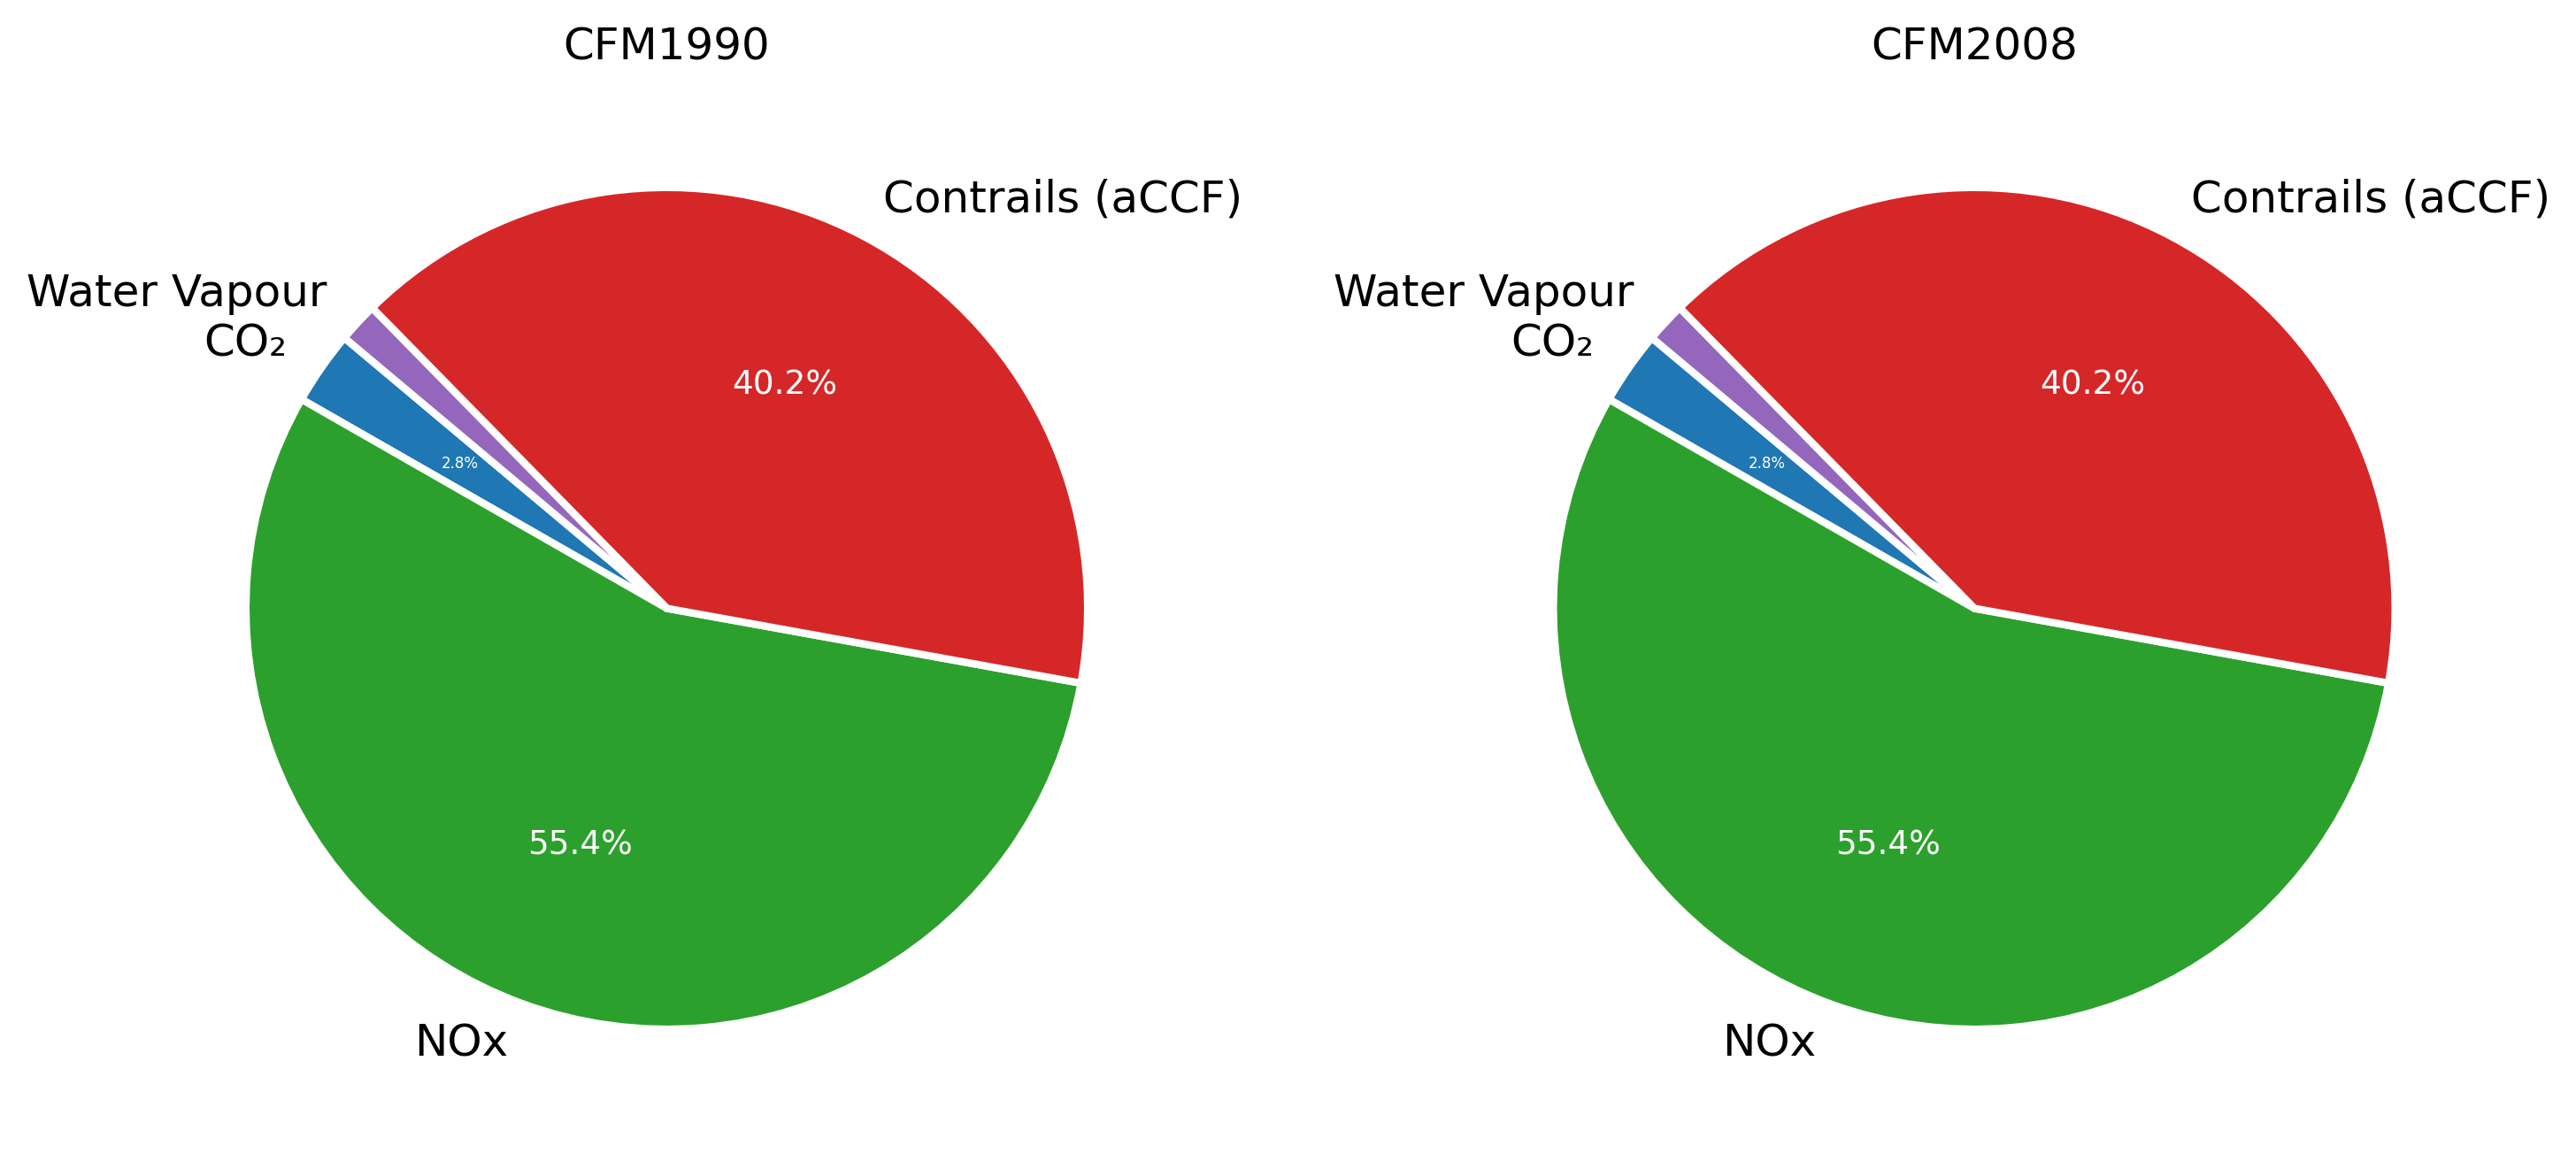 CFM1990
Contrails (aCCF)
Water Vapour
CO₂
40.2%
2.8%
55.4%
NOx
CFM2008
Contrails (aCCF)
Water Vapour
CO₂
40.2%
2.8%
55.4%
NOx